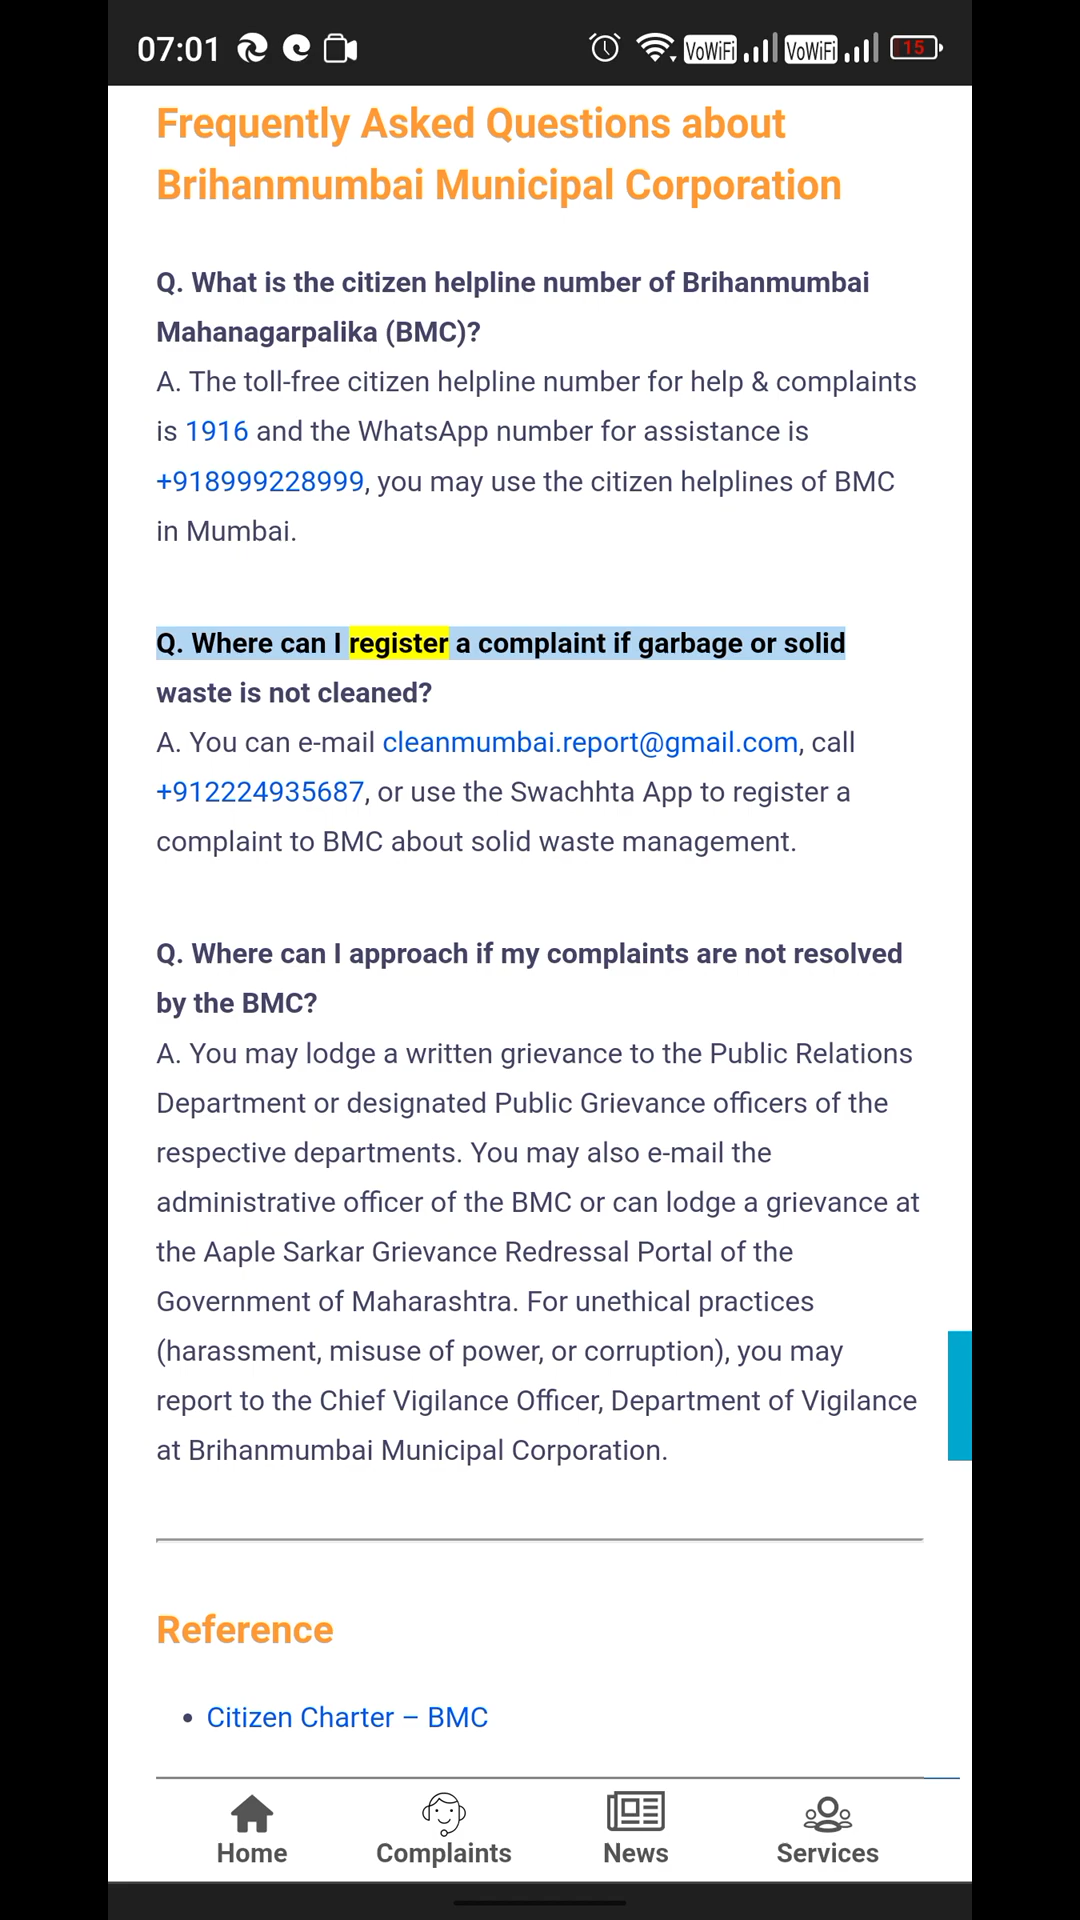 07:01 VoWiFi VoWiFi 15
Frequently Asked Questions about
Brihanmumbai Municipal Corporation
Q. What is the citizen helpline number of Brihanmumbai
Mahanagarpalika (BMC)?
A. The toll-free citizen helpline number for help & complaints
is 1916 and the WhatsApp number for assistance is
+918999228999, you may use the citizen helplines of BMC
in Mumbai.
Q. Where can I register a complaint if garbage or solid
waste is not cleaned?
A. You can e-mail cleanmumbai.report@gmail.com, call
+912224935687, or use the Swachhta App to register a
complaint to BMC about solid waste management.
Q. Where can I approach if my complaints are not resolved
by the BMC?
A. You may lodge a written grievance to the Public Relations
Department or designated Public Grievance officers of the
respective departments. You may also e-mail the
administrative officer of the BMC or can lodge a grievance at
the Aaple Sarkar Grievance Redressal Portal of the
Government of Maharashtra. For unethical practices
(harassment, misuse of power, or corruption), you may
report to the Chief Vigilance Officer, Department of Vigilance
at Brihanmumbai Municipal Corporation.
Reference
• Citizen Charter – BMC
Home Complaints News Services